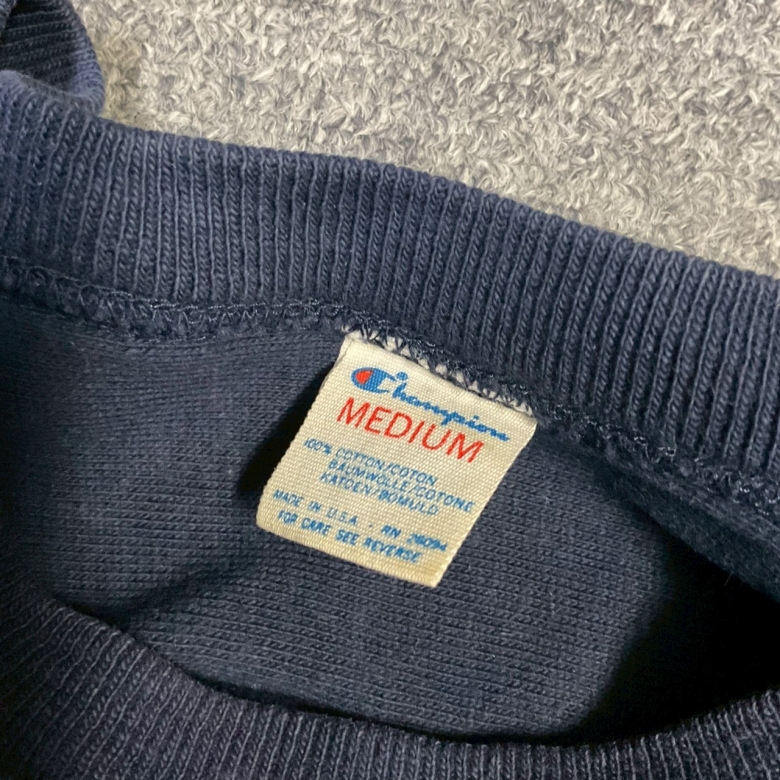 Champion
MEDIUM
100% COTTON/COTON
BAUMWOLLE/COTONE
KATOEN/BOMULD
MADE IN U.S.A. - RN 26094
FOR CARE SEE REVERSE